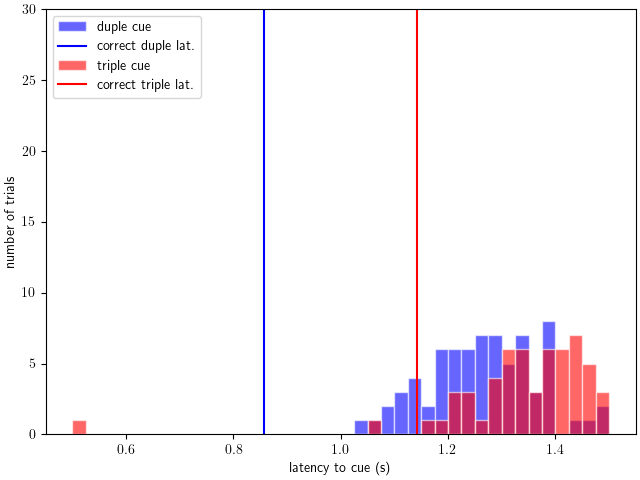 30
25
20
15
10
5
0
number of trials
duple cue
correct duple lat.
triple cue
correct triple lat.
0.6 0.8 1.0 1.2 1.4
latency to cue (s)